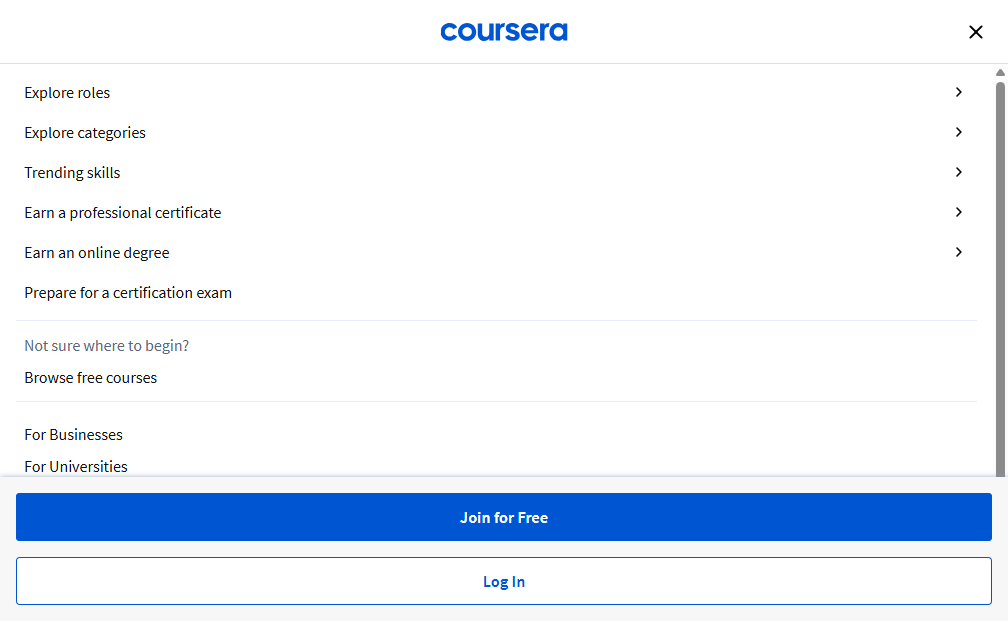 coursera
Explore roles
Explore categories
Trending skills
Earn a professional certificate
Earn an online degree
Prepare for a certification exam
Not sure where to begin?
Browse free courses
For Businesses
For Universities
Join for Free
Log In